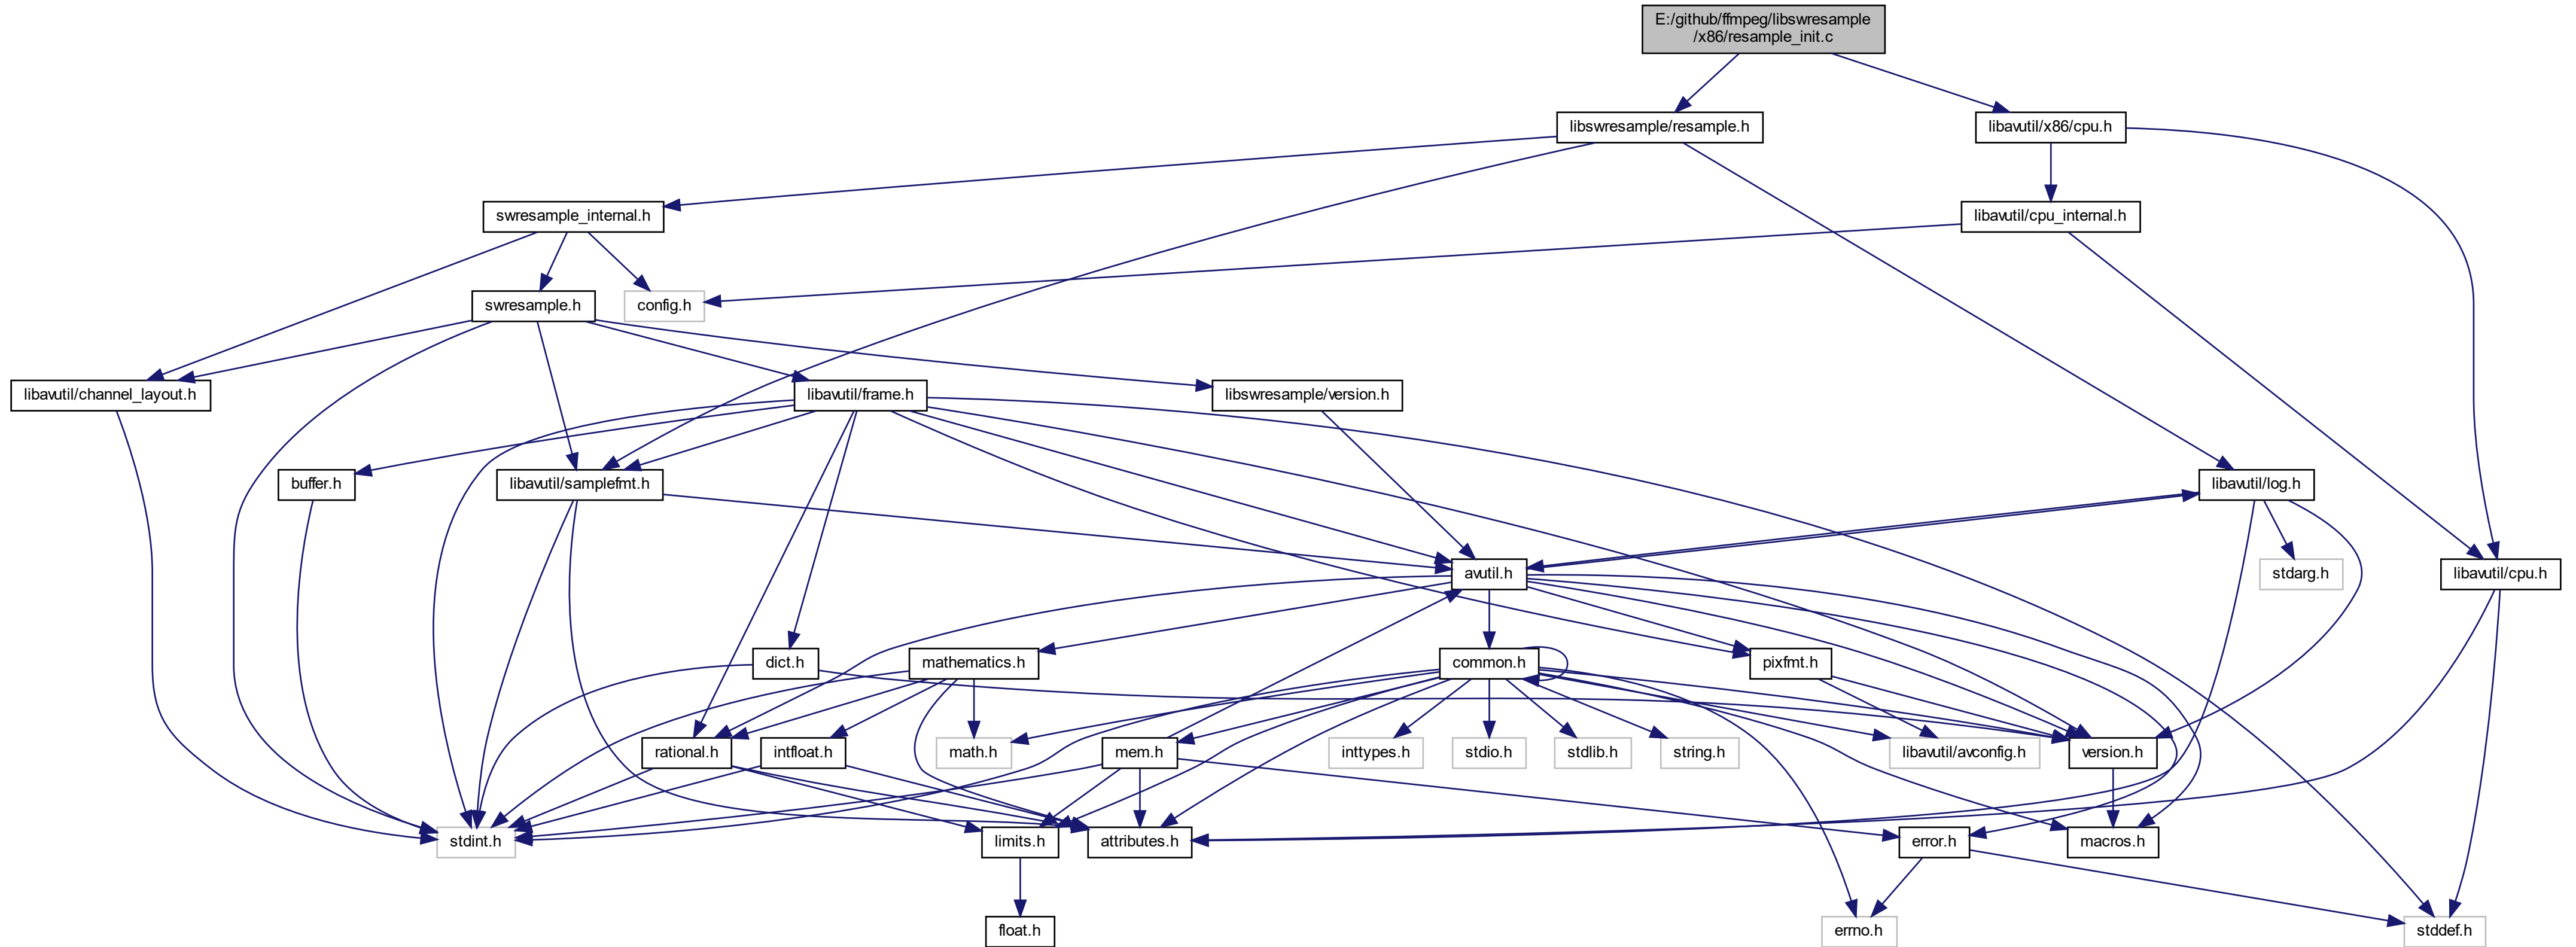 E:/github/ffmpeg/libswresample
/x86/resample_init.c
libswresample/resample.h
libavutil/x86/cpu.h
swresample_internal.h
libavutil/cpu_internal.h
swresample.h
config.h
libavutil/channel_layout.h
libavutil/frame.h
libswresample/version.h
buffer.h
libavutil/samplefmt.h
libavutil/log.h
avutil.h
stdarg.h
libavutil/cpu.h
dict.h
mathematics.h
common.h
pixfmt.h
rational.h
intfloat.h
math.h
mem.h
inttypes.h
stdio.h
stdlib.h
string.h
libavutil/avconfig.h
version.h
stdint.h
limits.h
attributes.h
error.h
macros.h
float.h
errno.h
stddef.h